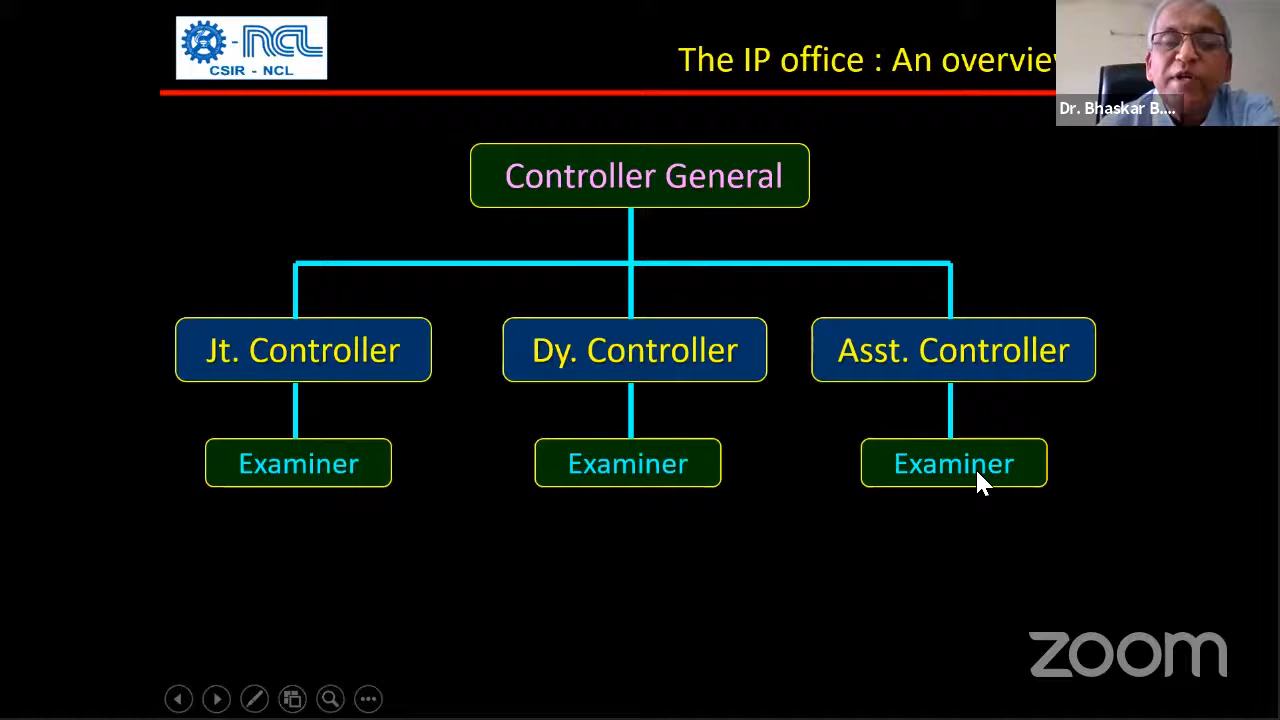 NCL
CSIR - NCL
The IP office : An overvie
Dr. Bhaskar B....
Controller General
Jt. Controller
Dy. Controller
Asst. Controller
Examiner
Examiner
Examiner
zoom